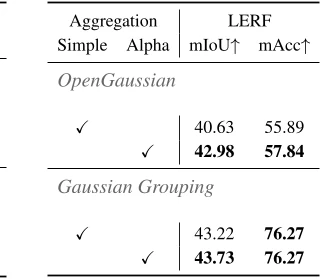 Aggregation LERF
Simple Alpha mIoU↑ mAcc↑
OpenGaussian
✓ 40.63 55.89
✓ 42.98 57.84
Gaussian Grouping
✓ 43.22 76.27
✓ 43.73 76.27